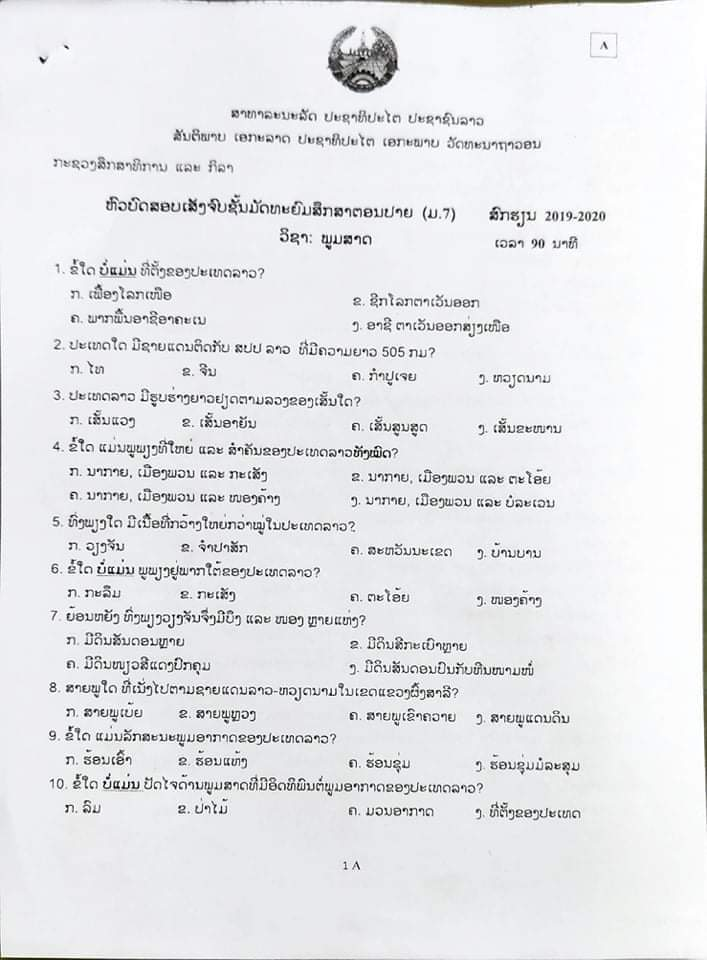 A
ສາທາລະນະລັດ ປະຊາທິປະໄຕ ປະຊາຊົນລາວ
ສັນຕິພາບ ເອກະລາດ ປະຊາທິປະໄຕ ເອກະພາບ ວັດທະນາຖາວອນ
ກະຊວງສຶກສາທິການ ແລະ ກິລາ
ຫົວບົດສອບເສັງຈົບຊັ້ນມັດທະຍົມສຶກສາຕອນປາຍ (ມ.7) ສົກຮຽນ 2019-2020
ວິຊາ: ພູມສາດ ເວລາ 90 ນາທີ
1. ຂໍ້ໃດ ບໍ່ແມ່ນ ທີ່ຕັ້ງຂອງປະເທດລາວ?
ກ. ເຟື້ອງໂລກເໜືອ ຂ. ຊີກໂລກຕາເວັນອອກ
ຄ. ພາກພື້ນອາຊີອາຄະເນ ງ. ອາຊີ ຕາເວັນອອກສ່ຽງເໜືອ
2. ປະເທດໃດ ມີຊາຍແດນຕິດກັບ ສປປ ລາວ ທີ່ມີຄວາມຍາວ 505 ກມ?
ກ. ໄທ ຂ. ຈີນ ຄ. ກຳປູເຈຍ ງ. ຫວຽດນາມ
3. ປະເທດລາວ ມີຮູບຮ່າງຍາວຢຽດຕາມລວງຂອງເສັ້ນໃດ?
ກ. ເສັ້ນແວງ ຂ. ເສັ້ນອາຍັນ ຄ. ເສັ້ນສູນສູດ ງ. ເສັ້ນຂະໜານ
4. ຂໍ້ໃດ ແມ່ນພູພຽງທີ່ໃຫຍ່ ແລະ ສຳຄັນຂອງປະເທດລາວທັງໝົດ?
ກ. ນາກາຍ, ເມືອງພວນ ແລະ ກະເສັງ ຂ. ນາກາຍ, ເມືອງພວນ ແລະ ຕະໂອ້ຍ
ຄ. ນາກາຍ, ເມືອງພວນ ແລະ ໜອງຄ້າງ ງ. ນາກາຍ, ເມືອງພວນ ແລະ ບໍລະເວນ
5. ທົ່ງພຽງໃດ ມີເນື້ອທີ່ກວ້າງໃຫຍ່ກວ່າໝູ່ໃນປະເທດລາວ?
ກ. ວຽງຈັນ ຂ. ຈຳປາສັກ ຄ. ສະຫວັນນະເຂດ ງ. ບ້ານບານ
6. ຂໍ້ໃດ ບໍ່ແມ່ນ ພູພຽງຢູ່ພາກໃຕ້ຂອງປະເທດລາວ?
ກ. ກະລຶມ ຂ. ກະເສັງ ຄ. ຕະໂອ້ຍ ງ. ໜອງຄ້າງ
7. ຍ້ອນຫຍັງ ທົ່ງພຽງວຽງຈັນຈຶ່ງມີບຶງ ແລະ ໜອງ ຫຼາຍແຫ່ງ?
ກ. ມີດິນສັນດອນຫຼາຍ ຂ. ມີດິນສີກະເບົາຫຼາຍ
ຄ. ມີດິນໜຽວສີແດງປົກຄຸມ ງ. ມີດິນສັນດອນປົນກັບຫີນໜາມໜໍ່
8. ສາຍພູໃດ ທີ່ເນັ່ງໄປຕາມຊາຍແດນລາວ-ຫວຽດນາມໃນເຂດແຂວງຜົ້ງສາລີ?
ກ. ສາຍພູເບ້ຍ ຂ. ສາຍພູຫຼວງ ຄ. ສາຍພູເຂົາຄວາຍ ງ. ສາຍພູແດນດິນ
9. ຂໍ້ໃດ ແມ່ນລັກສະນະພູມອາກາດຂອງປະເທດລາວ?
ກ. ຮ້ອນເອົ້າ ຂ. ຮ້ອນແຫ້ງ ຄ. ຮ້ອນຊຸ່ມ ງ. ຮ້ອນຊຸ່ມມໍລະສຸມ
10. ຂໍ້ໃດ ບໍ່ແມ່ນ ປັດໄຈດ້ານພູມສາດທີ່ມີອິດທິພົນຕໍ່ພູມອາກາດຂອງປະເທດລາວ?
ກ. ລົມ ຂ. ປ່າໄມ້ ຄ. ມວນອາກາດ ງ. ທີ່ຕັ້ງຂອງປະເທດ
1 A